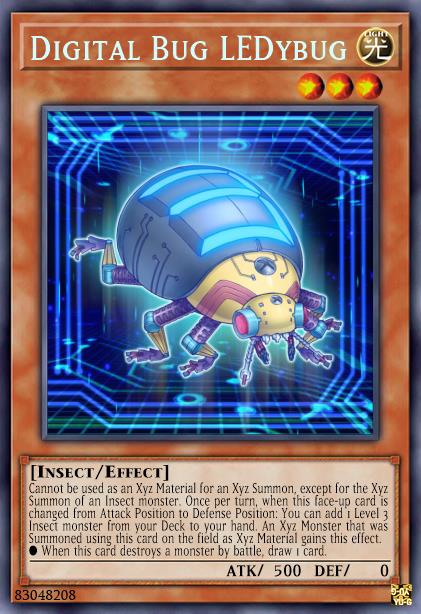 Digital Bug LEDybug
LIGHT
光
[Insect/Effect]
Cannot be used as an Xyz Material for an Xyz Summon, except for the Xyz
Summon of an Insect monster. Once per turn, when this face-up card is
changed from Attack Position to Defense Position: You can add 1 Level 3
Insect monster from your Deck to your hand. An Xyz Monster that was
Summoned using this card on the field as Xyz Material gains this effect.
● When this card destroys a monster by battle, draw 1 card.
ATK/ 500 DEF/ 0
83048208